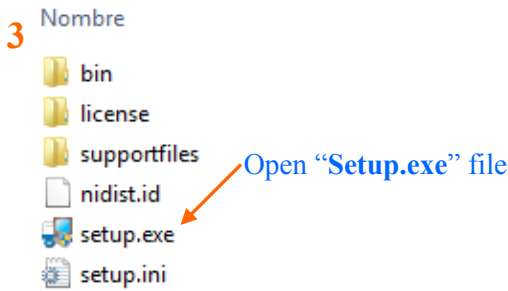 Nombre
3
bin
license
supportfiles
Open “Setup.exe” file
nidist.id
setup.exe
setup.ini